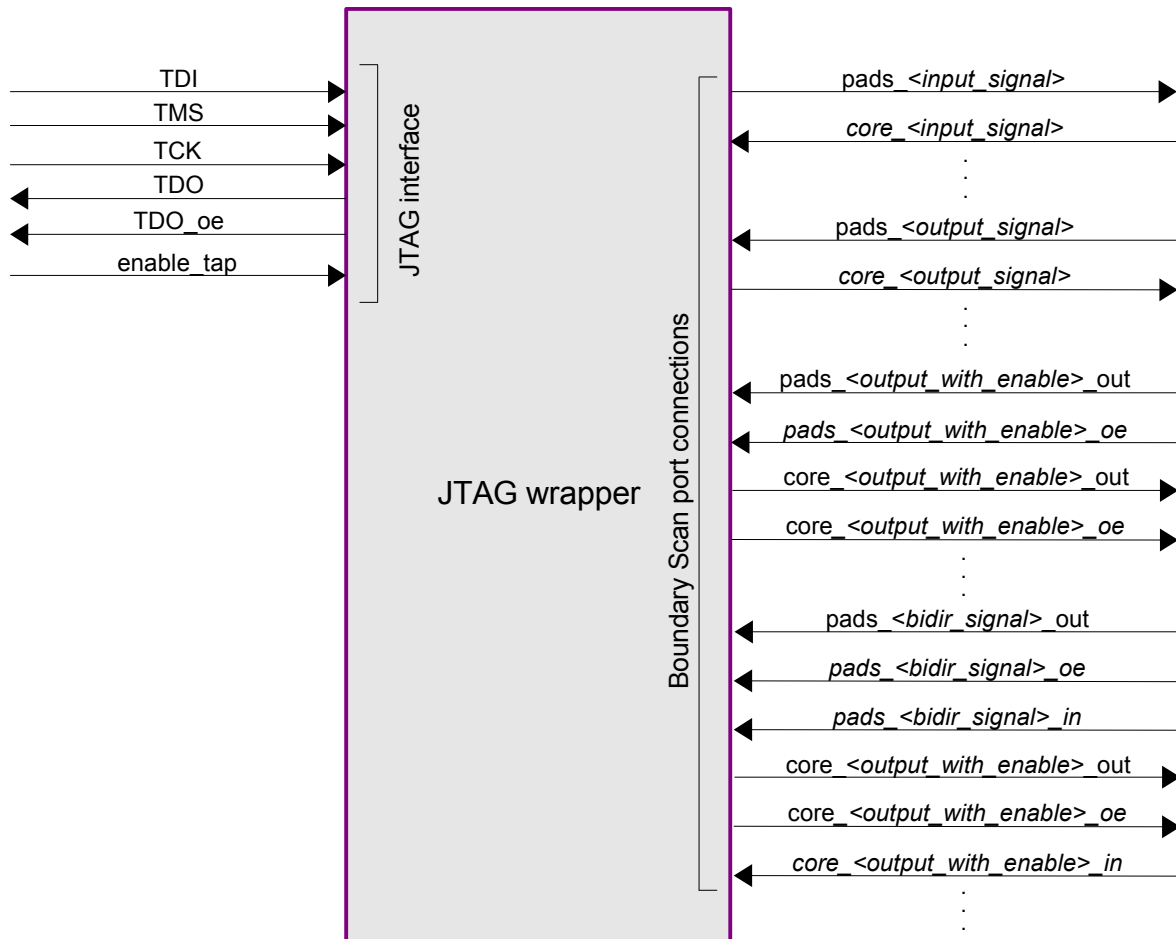 TDI
TMS
TCK
TDO
TDO_oe
enable_tap
JTAG interface
JTAG wrapper
Boundary Scan port connections
pads_<input_signal>
core_<input_signal>
.
.
.
pads_<output_signal>
core_<output_signal>
.
.
.
pads_<output_with_enable>_out
pads_<output_with_enable>_oe
core_<output_with_enable>_out
core_<output_with_enable>_oe
.
.
.
pads_<bidir_signal>_out
pads_<bidir_signal>_oe
pads_<bidir_signal>_in
core_<output_with_enable>_out
core_<output_with_enable>_oe
core_<output_with_enable>_in
.
.
.